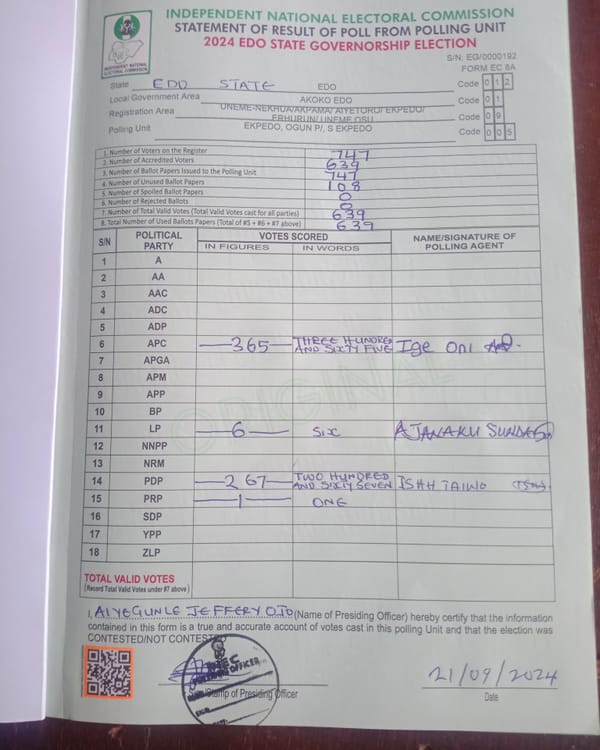 INDEPENDENT NATIONAL ELECTORAL COMMISSION
STATEMENT OF RESULT OF POLL FROM POLLING UNIT
2024 EDO STATE GOVERNORSHIP ELECTION
INDEPENDENT NATIONAL ELECTORAL COMMISSION
S/N: EG/0000192
FORM EC 8A
State EDO STATE EDO Code 0 1 2
Local Government Area AKOKO EDO Code 0 1
Registration Area UNEME-NEKHUA/AKPAMA/ AIYETORO/ EKPEDO/ ERHURUN/ UNEME OSU Code 0 9
Polling Unit EKPEDO, OGUN P/, S EKPEDO Code 0 0 5
1. Number of Voters on the Register 747
2. Number of Accredited Voters 639
3. Number of Ballot Papers Issued to the Polling Unit 747
4. Number of Unused Ballot Papers 108
5. Number of Spoiled Ballot Papers 0
6. Number of Rejected Ballots 0
7. Number of Total Valid Votes (Total Valid Votes cast for all parties) 639
8. Total Number of Used Ballots Papers (Total of #5 + #6 + #7 above) 639
S/N POLITICAL PARTY VOTES SCORED NAME/SIGNATURE OF POLLING AGENT
IN FIGURES IN WORDS
1 A
2 AA
3 AAC
4 ADC
5 ADP
6 APC 365 THREE HUNDRED AND SIXTY FIVE Ige Oni
7 APGA
8 APM
9 APP
10 BP
11 LP 6 SIX AJANAKU SUNDAY
12 NNPP
13 NRM
14 PDP 267 TWO HUNDRED AND SIXTY SEVEN ISHH TAIWO
15 PRP 1 ONE
16 SDP
17 YPP
18 ZLP
ORIGINAL
TOTAL VALID VOTES
(Record Total Valid Votes under #7 above)
I, AIYEGUNLE JEFFERY OJO (Name of Presiding Officer) hereby certify that the information
contained in this form is a true and accurate account of votes cast in this polling Unit and that the election was
CONTESTED/NOT CONTESTED
INEC
OFFICER
Stamp of Presiding Officer
21/09/2024
Date